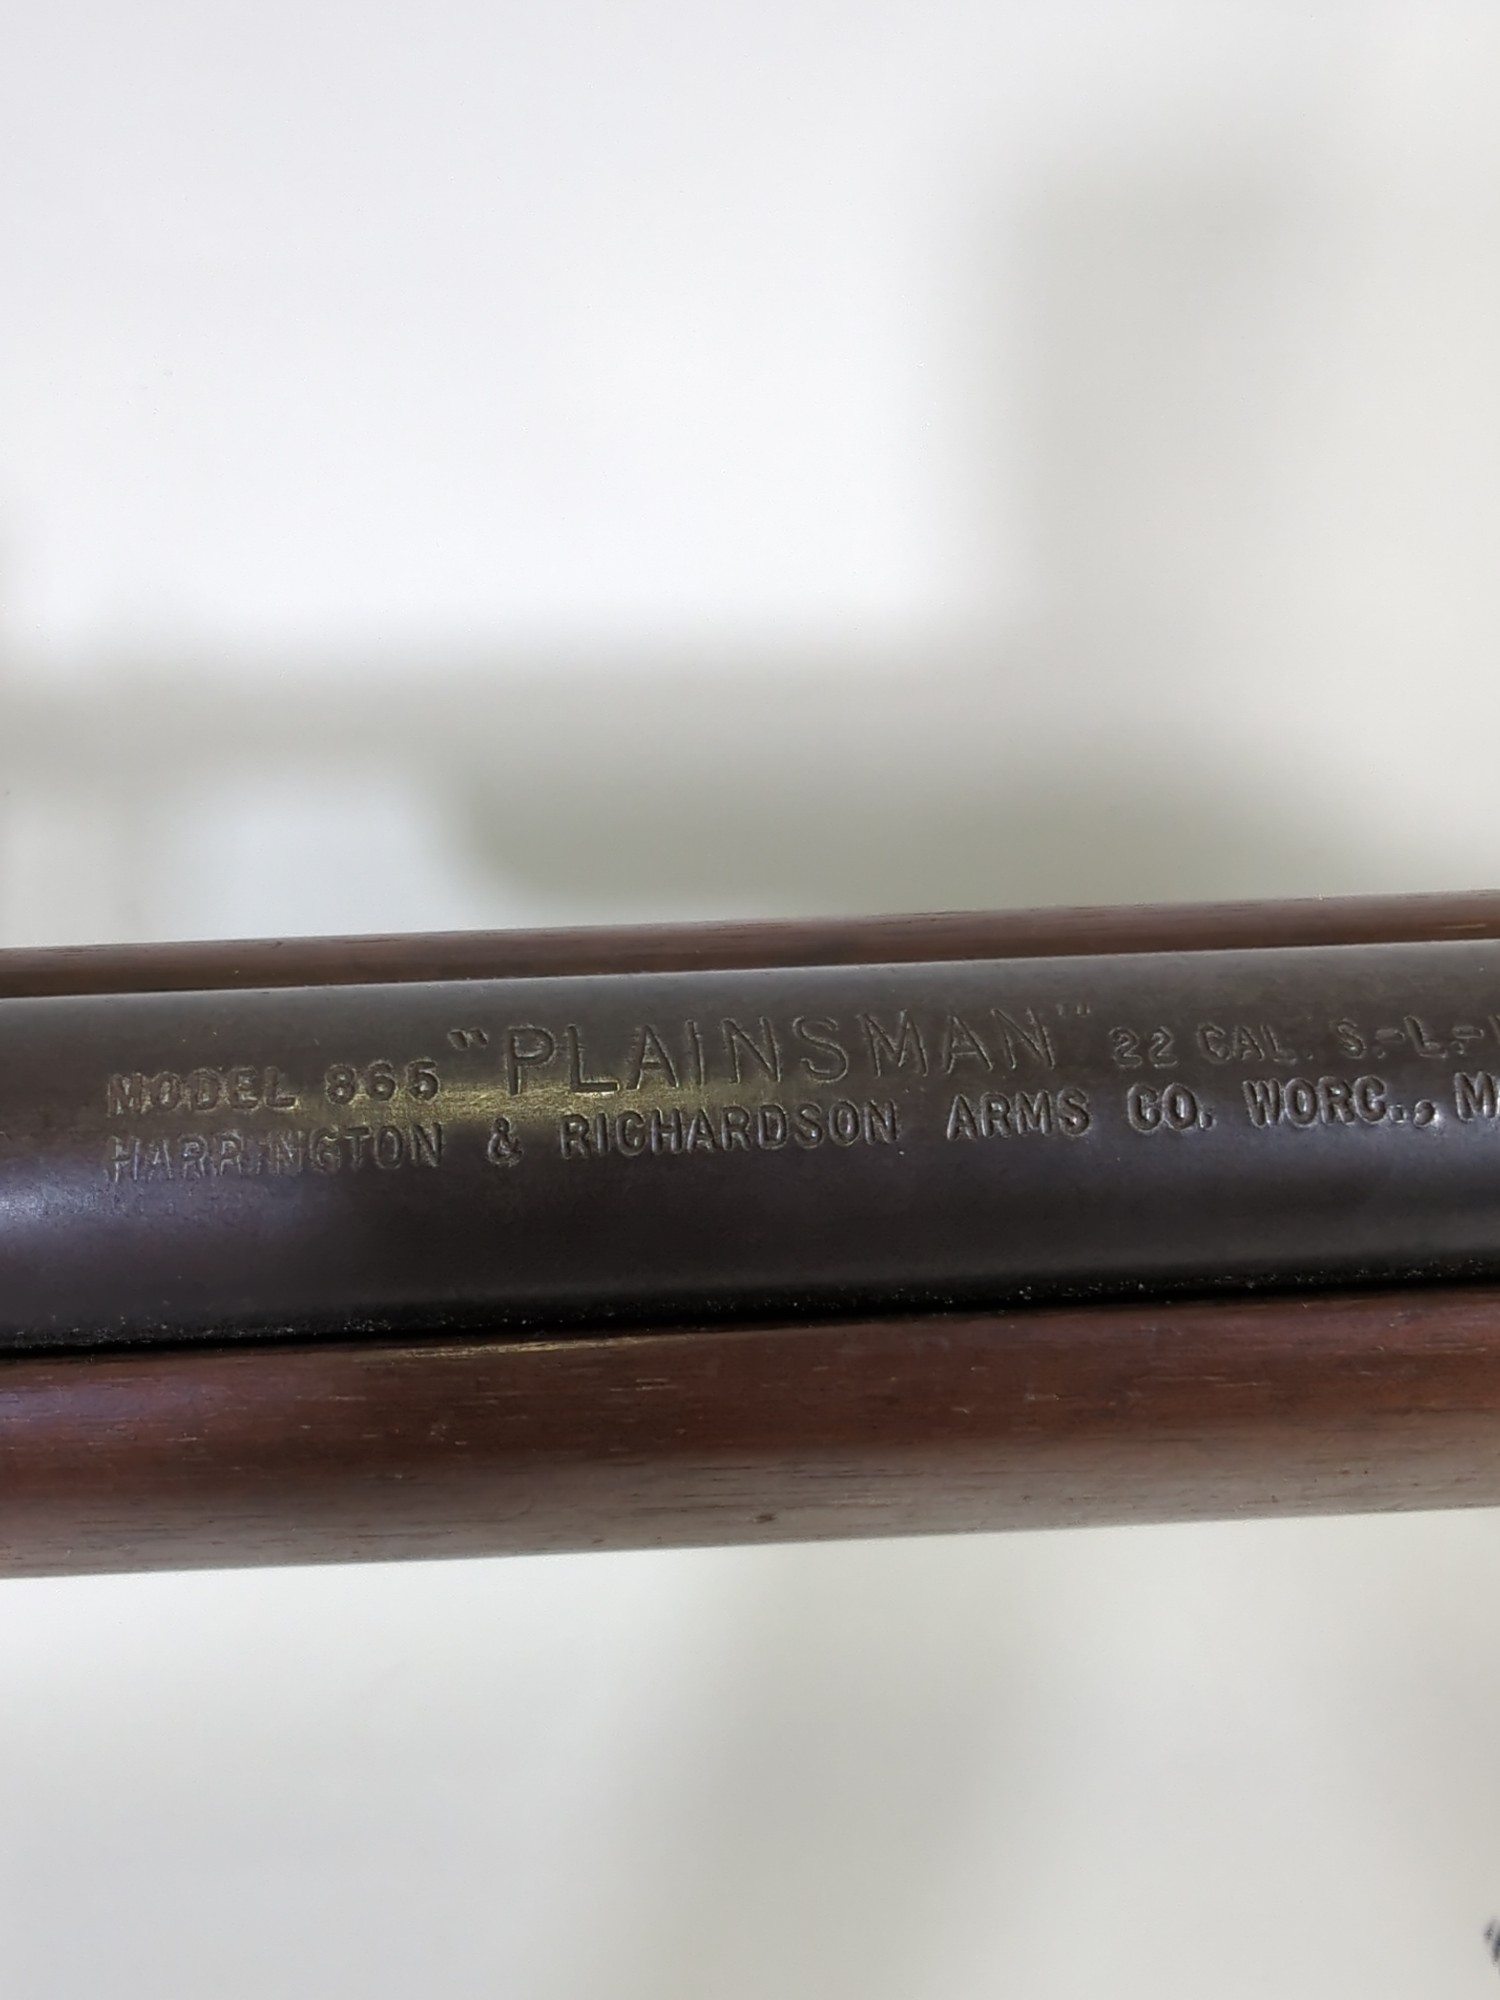 MODEL 865 "PLAINSMAN" 22 CAL. S.-L.-
HARRINGTON & RICHARDSON ARMS CO. WORC.,